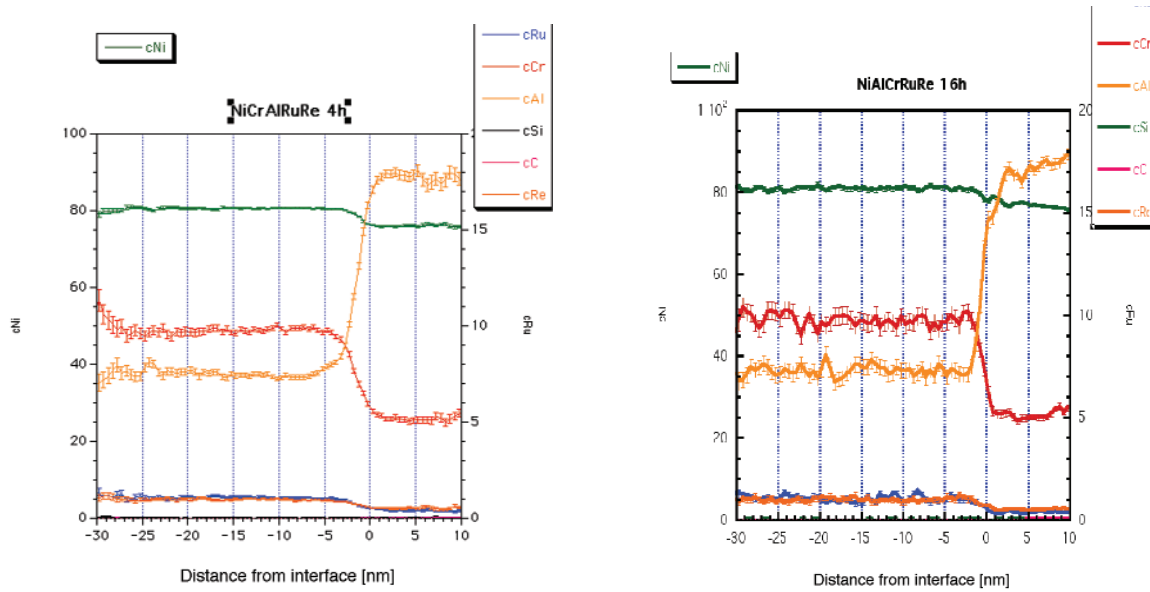 cNi
cRu
cCr
cAl
cSi
cC
cRe
NiCrAlRuRe 4h
100
80
60
40
20
0
cNi
15
10
5
0
cRu
-30 -25 -20 -15 -10 -5 0 5 10
Distance from interface [nm]
cNi
cCr
cAl
cSi
cC
NiAlCrRuRe 16h
1 10²
80
60
40
20
0
20
15
10
5
0
cRu
-30 -25 -20 -15 -10 -5 0 5 10
Distance from interface [nm]